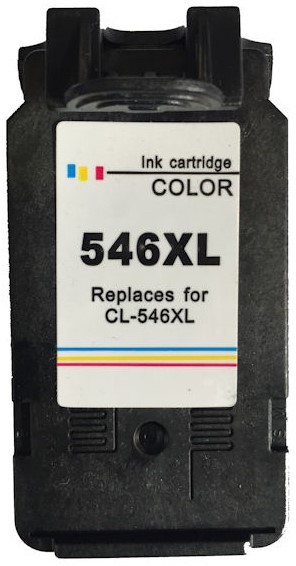 Ink cartridge
COLOR
546XL
Replaces for
CL-546XL